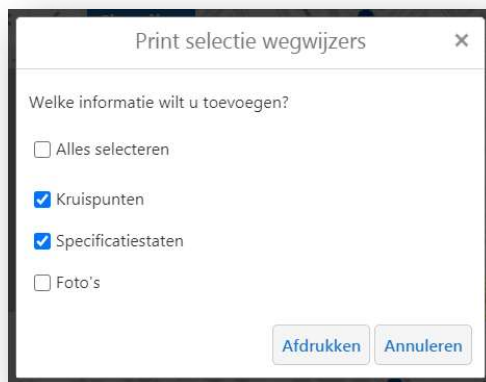 Print selectie wegwijzers ×
Welke informatie wilt u toevoegen?
Alles selecteren
Kruispunten
Specificatiestaten
Foto's
Afdrukken Annuleren